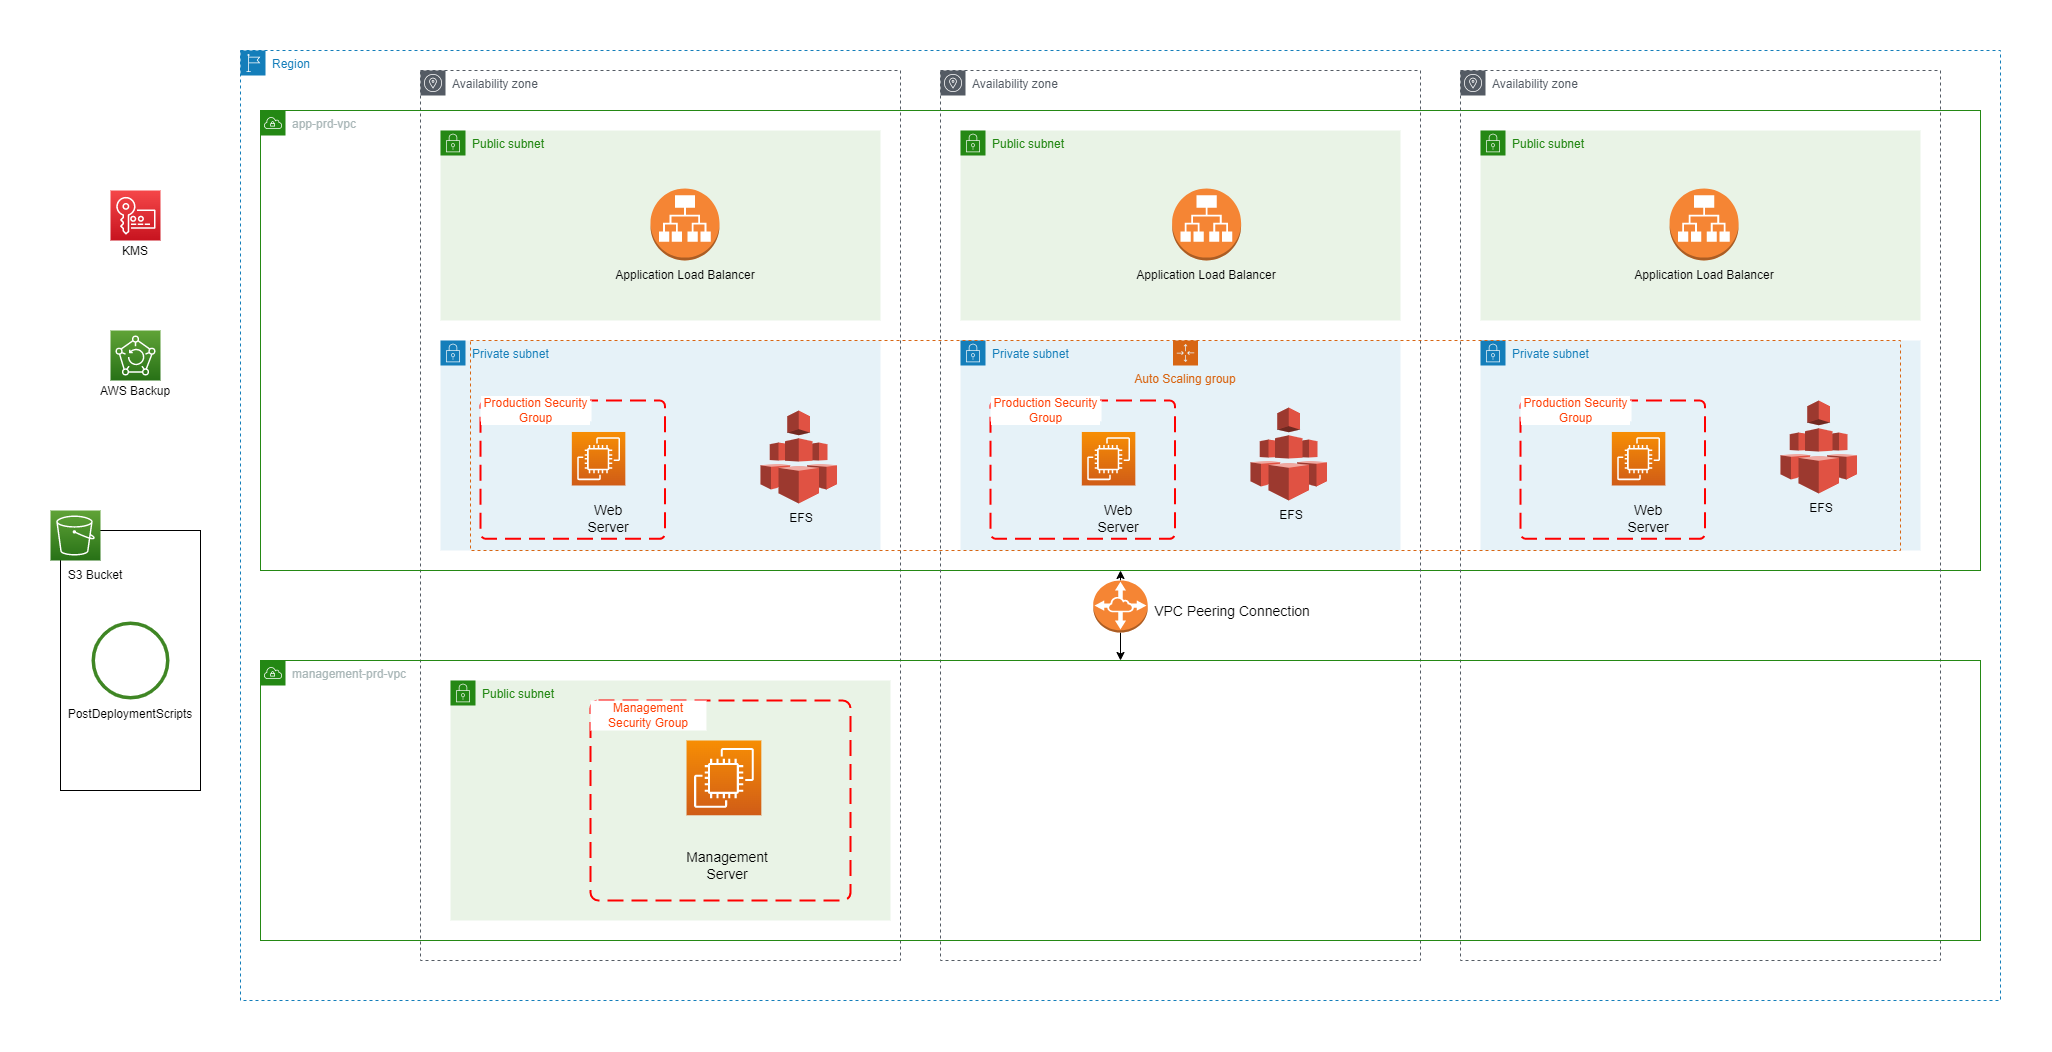 Region
Availability zone
Availability zone
Availability zone
app-prd-vpc
Public subnet
Public subnet
Public subnet
KMS
Application Load Balancer
Application Load Balancer
Application Load Balancer
AWS Backup
Private subnet
Private subnet
Private subnet
Auto Scaling group
Production Security
Group
Production Security
Group
Production Security
Group
Web
Server
EFS
Web
Server
EFS
Web
Server
EFS
S3 Bucket
PostDeploymentScripts
VPC Peering Connection
management-prd-vpc
Public subnet
Management
Security Group
Management
Server